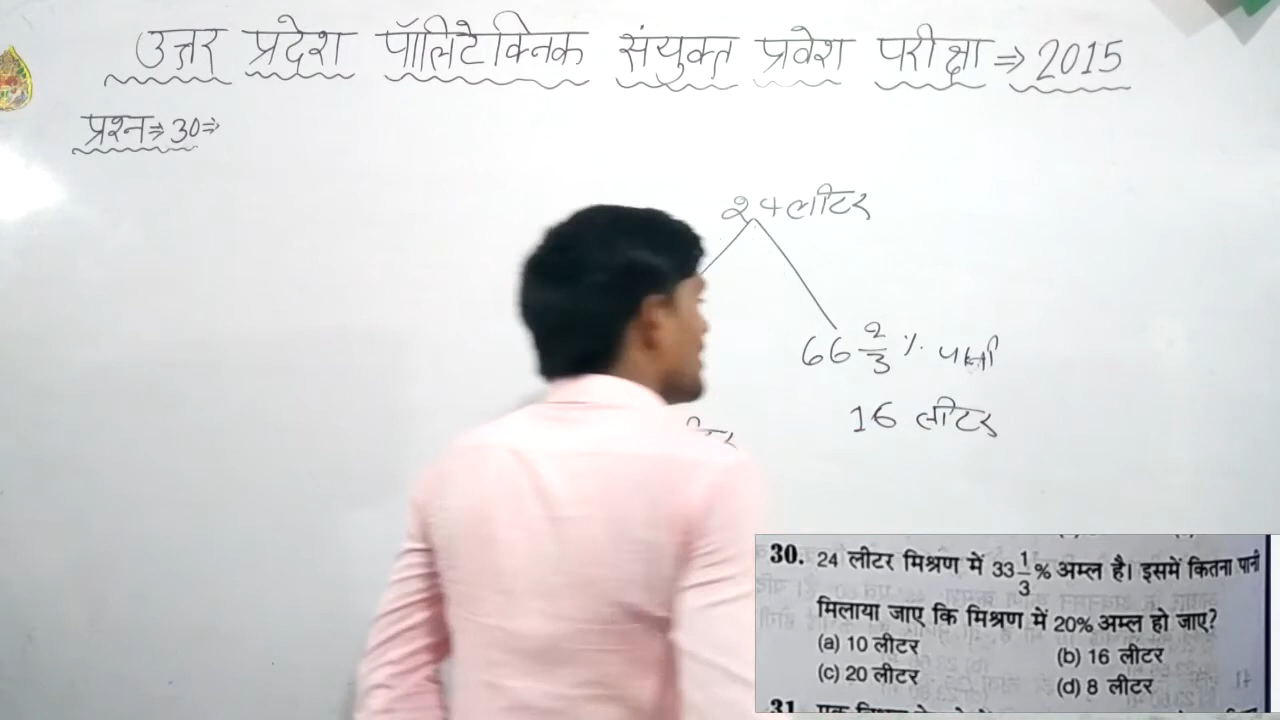 उत्तर प्रदेश पॉलिटेक्निक संयुक्त प्रवेश परीक्षा ⇒ 2015
प्रश्न ⇒ 30 ⇒
24 लीटर
66 2/3 % पानी
16 लीटर
30. 24 लीटर मिश्रण में 33 1/3 % अम्ल है। इसमें कितना पानी
मिलाया जाए कि मिश्रण में 20% अम्ल हो जाए?
(a) 10 लीटर (b) 16 लीटर
(c) 20 लीटर (d) 8 लीटर
31